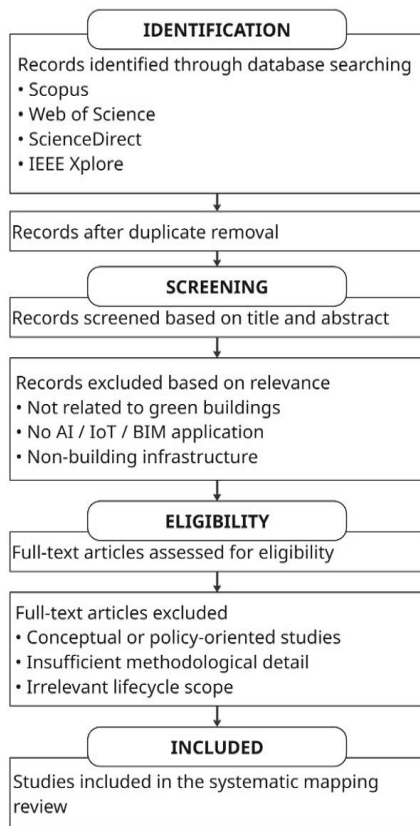 IDENTIFICATION
Records identified through database searching
• Scopus
• Web of Science
• ScienceDirect
• IEEE Xplore
Records after duplicate removal
SCREENING
Records screened based on title and abstract
Records excluded based on relevance
• Not related to green buildings
• No AI / IoT / BIM application
• Non-building infrastructure
ELIGIBILITY
Full-text articles assessed for eligibility
Full-text articles excluded
• Conceptual or policy-oriented studies
• Insufficient methodological detail
• Irrelevant lifecycle scope
INCLUDED
Studies included in the systematic mapping
review